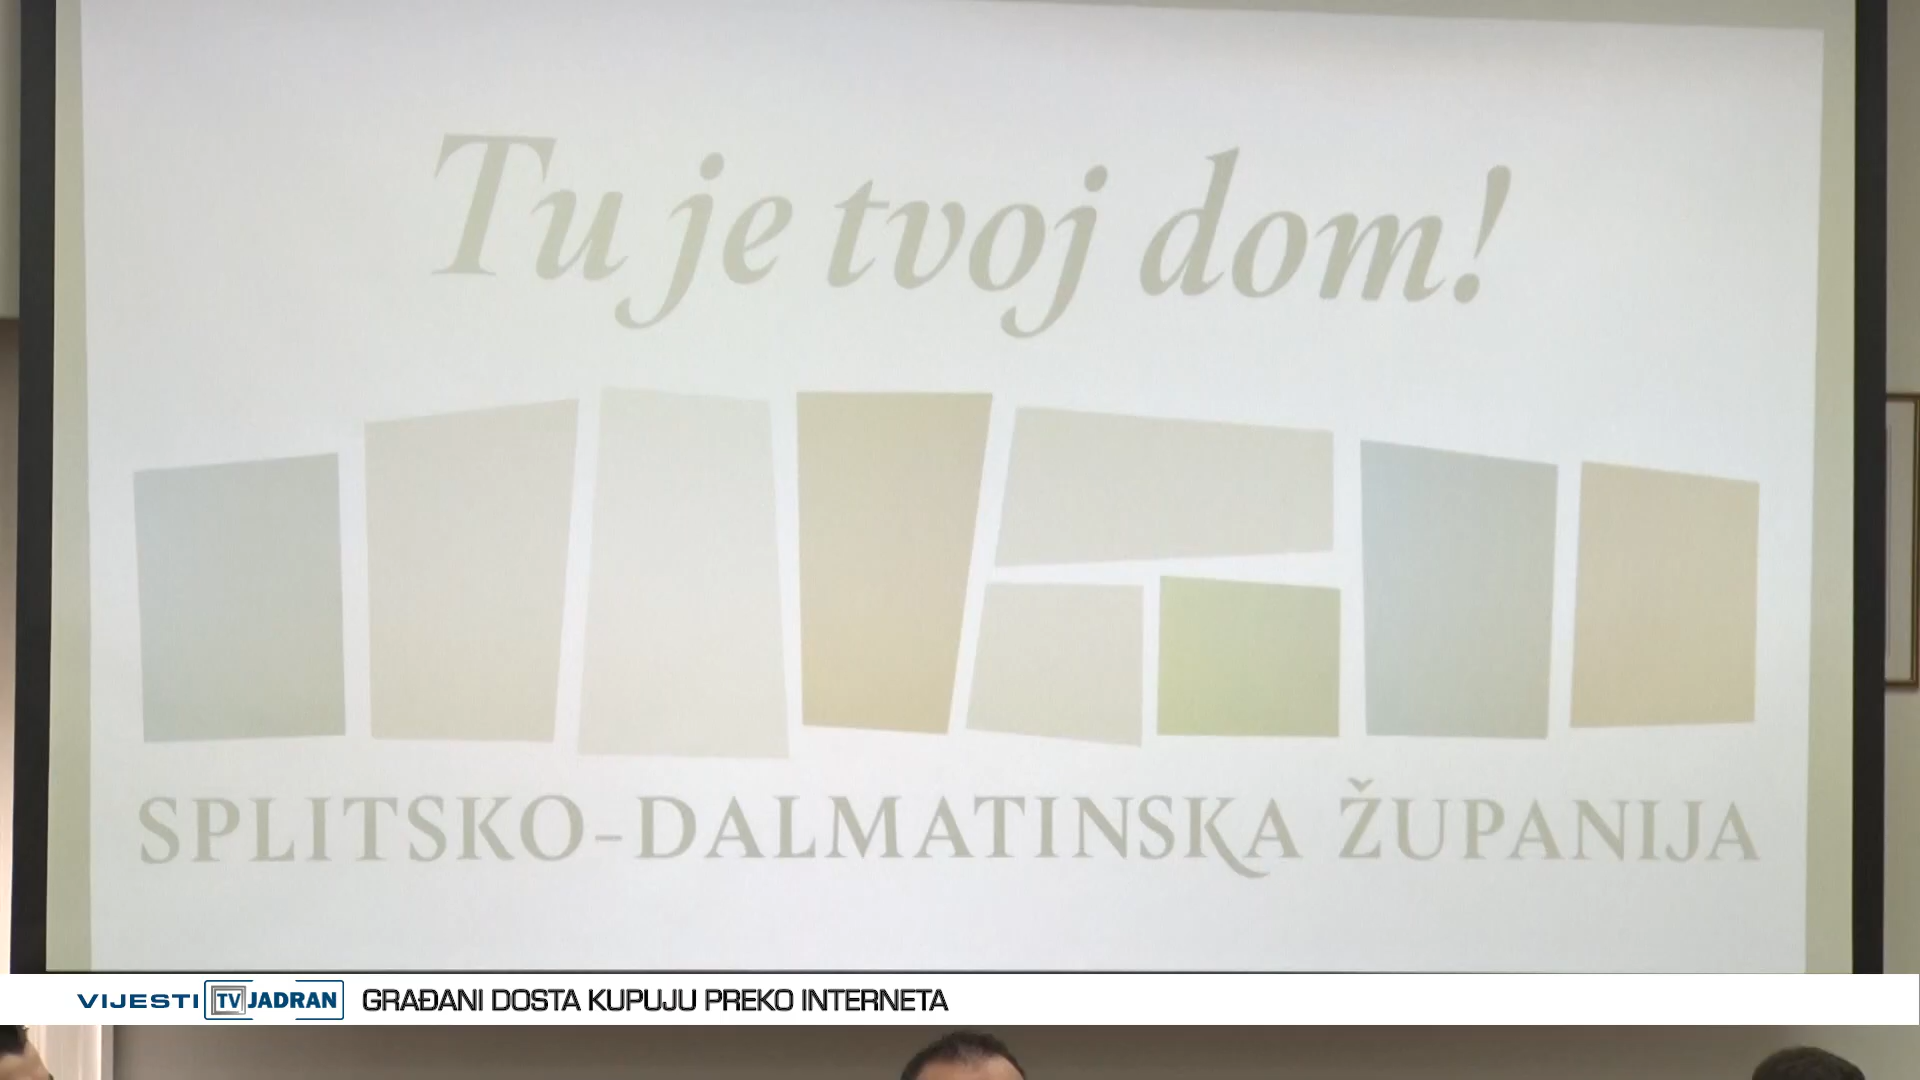 Tu je tvoj dom!
SPLITSKO-DALMATINSKA ŽUPANIJA
VIJESTI TV JADRAN GRAĐANI DOSTA KUPUJU PREKO INTERNETA